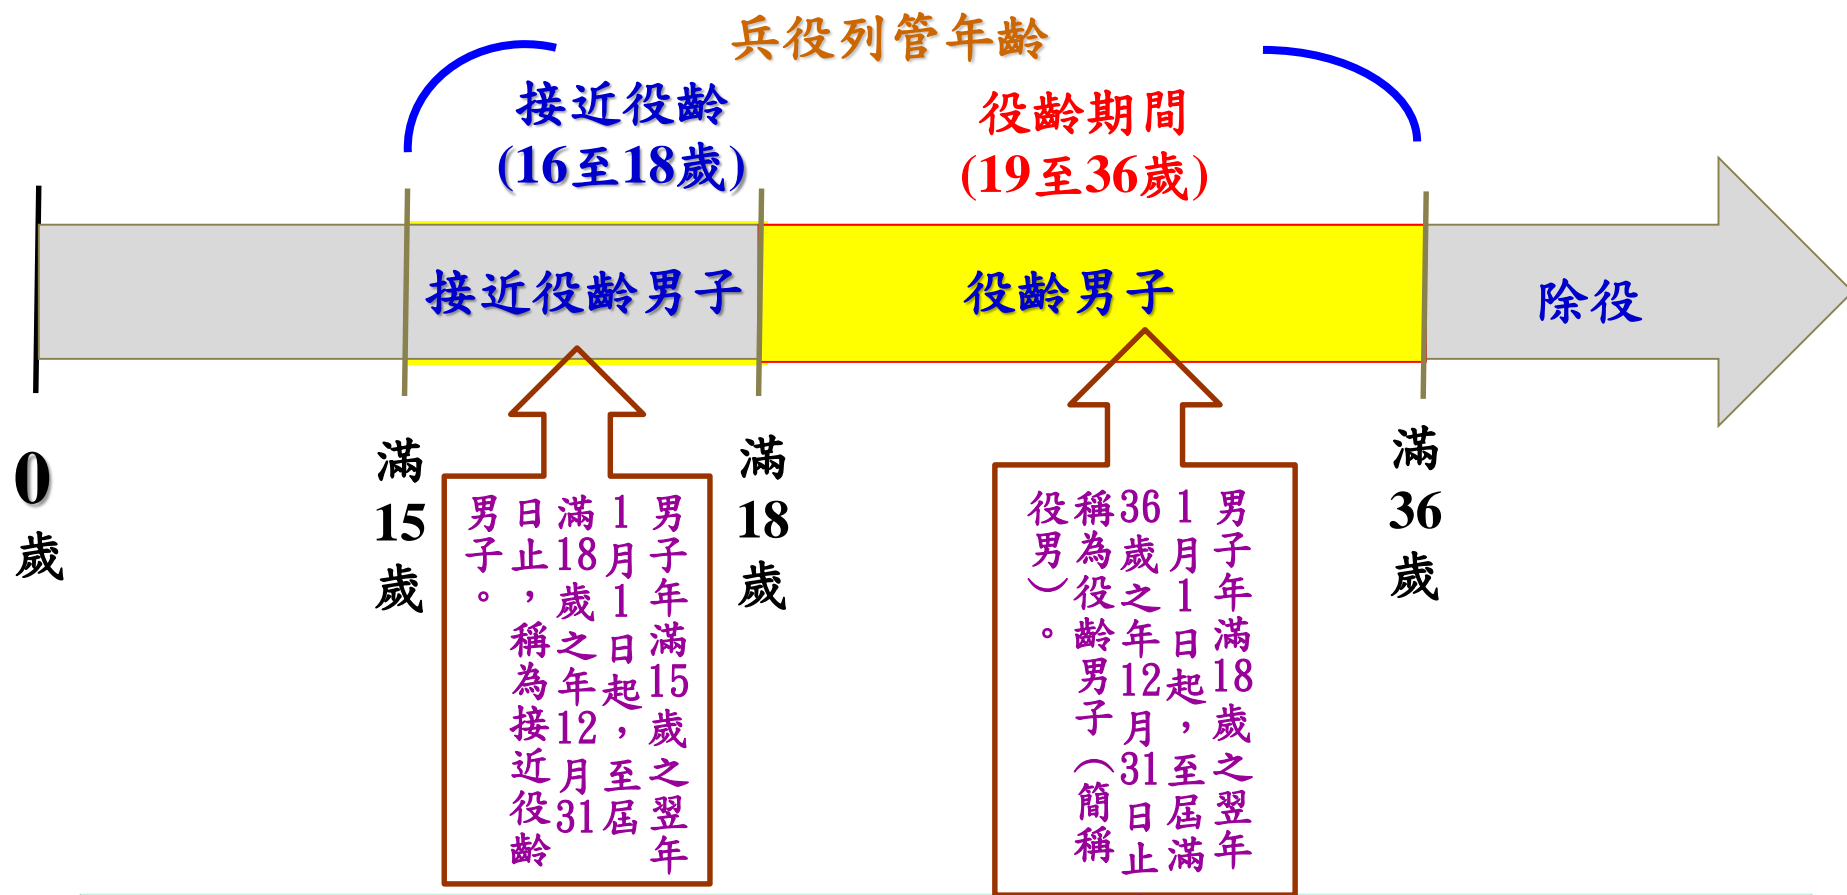 兵役列管年齡
接近役齡
(16至18歲)
役齡期間
(19至36歲)
接近役齡男子
役齡男子
除役
0
歲
滿
15
歲
滿
18
歲
滿
36
歲
男子年滿15歲之翌年
1月1日起，至屆
滿18歲之年12月31
日止，稱為接近役齡
男子。
男子年滿18歲之翌年
1月1日起，至屆滿
36歲之年12月31日止
稱為役齡男子（簡稱
役男）。